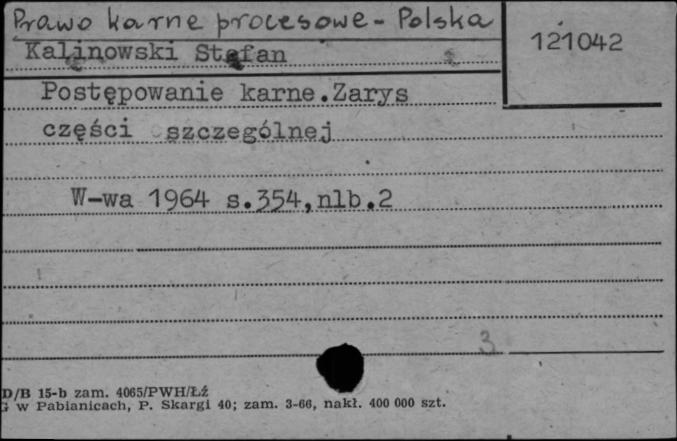 Prawo karne procesowe - Polska
121042
Kalinowski Stefan
Postępowanie karne.Zarys
części szczególnej
W-wa 1964 s.354,nlb.2
3
D/B 15-b zam. 4065/PWH/Łź
G w Pabianicach, P. Skargi 40; zam. 3-66, nakł. 400 000 szt.